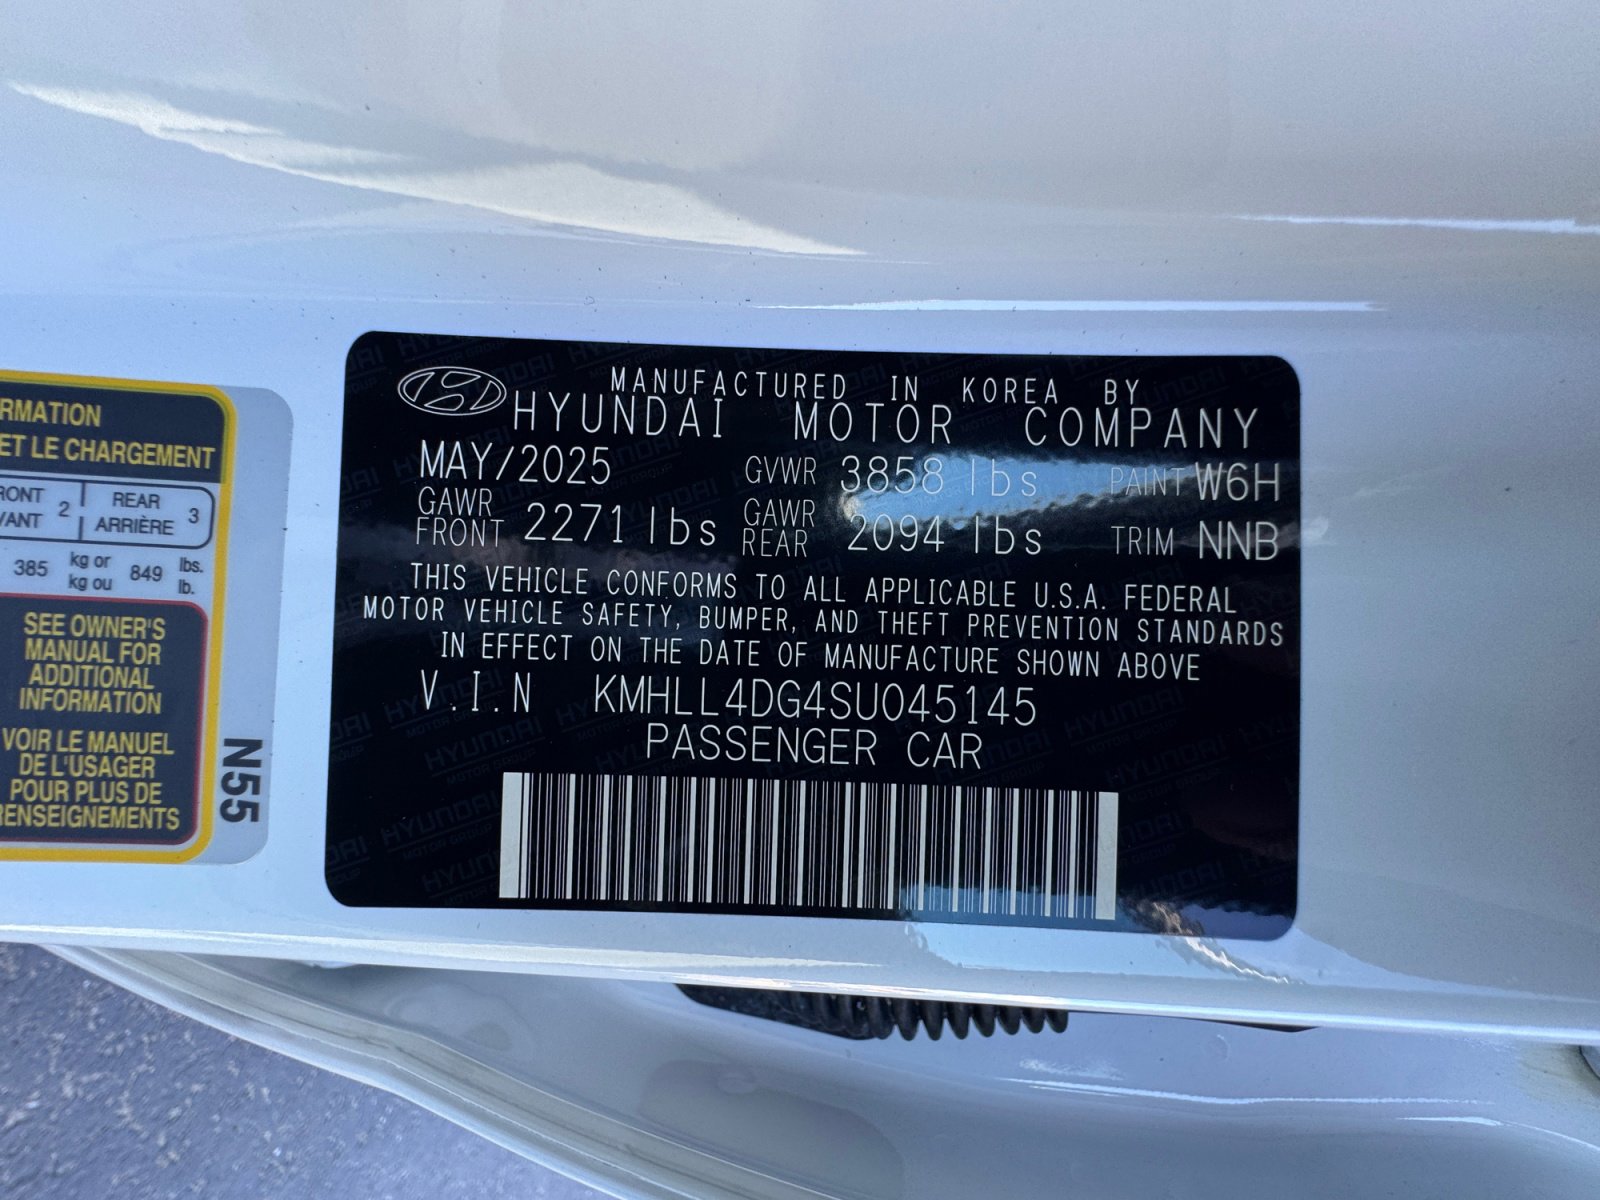 RMATION
ET LE CHARGEMENT
RONT
VANT 2
REAR
ARRIÈRE 3
385 kg or
kg ou 849 lbs.
lb.
SEE OWNER'S
MANUAL FOR
ADDITIONAL
INFORMATION
VOIR LE MANUEL
DE L'USAGER
POUR PLUS DE
RENSEIGNEMENTS
N55
MANUFACTURED IN KOREA BY
HYUNDAI MOTOR COMPANY
MAY/2025 GVWR 3858 lbs PAINT W6H
GAWR
FRONT 2271 lbs GAWR
REAR 2094 lbs TRIM NNB
THIS VEHICLE CONFORMS TO ALL APPLICABLE U.S.A. FEDERAL
MOTOR VEHICLE SAFETY, BUMPER, AND THEFT PREVENTION STANDARDS
IN EFFECT ON THE DATE OF MANUFACTURE SHOWN ABOVE
V.I.N KMHLL4DG4SU045145
PASSENGER CAR